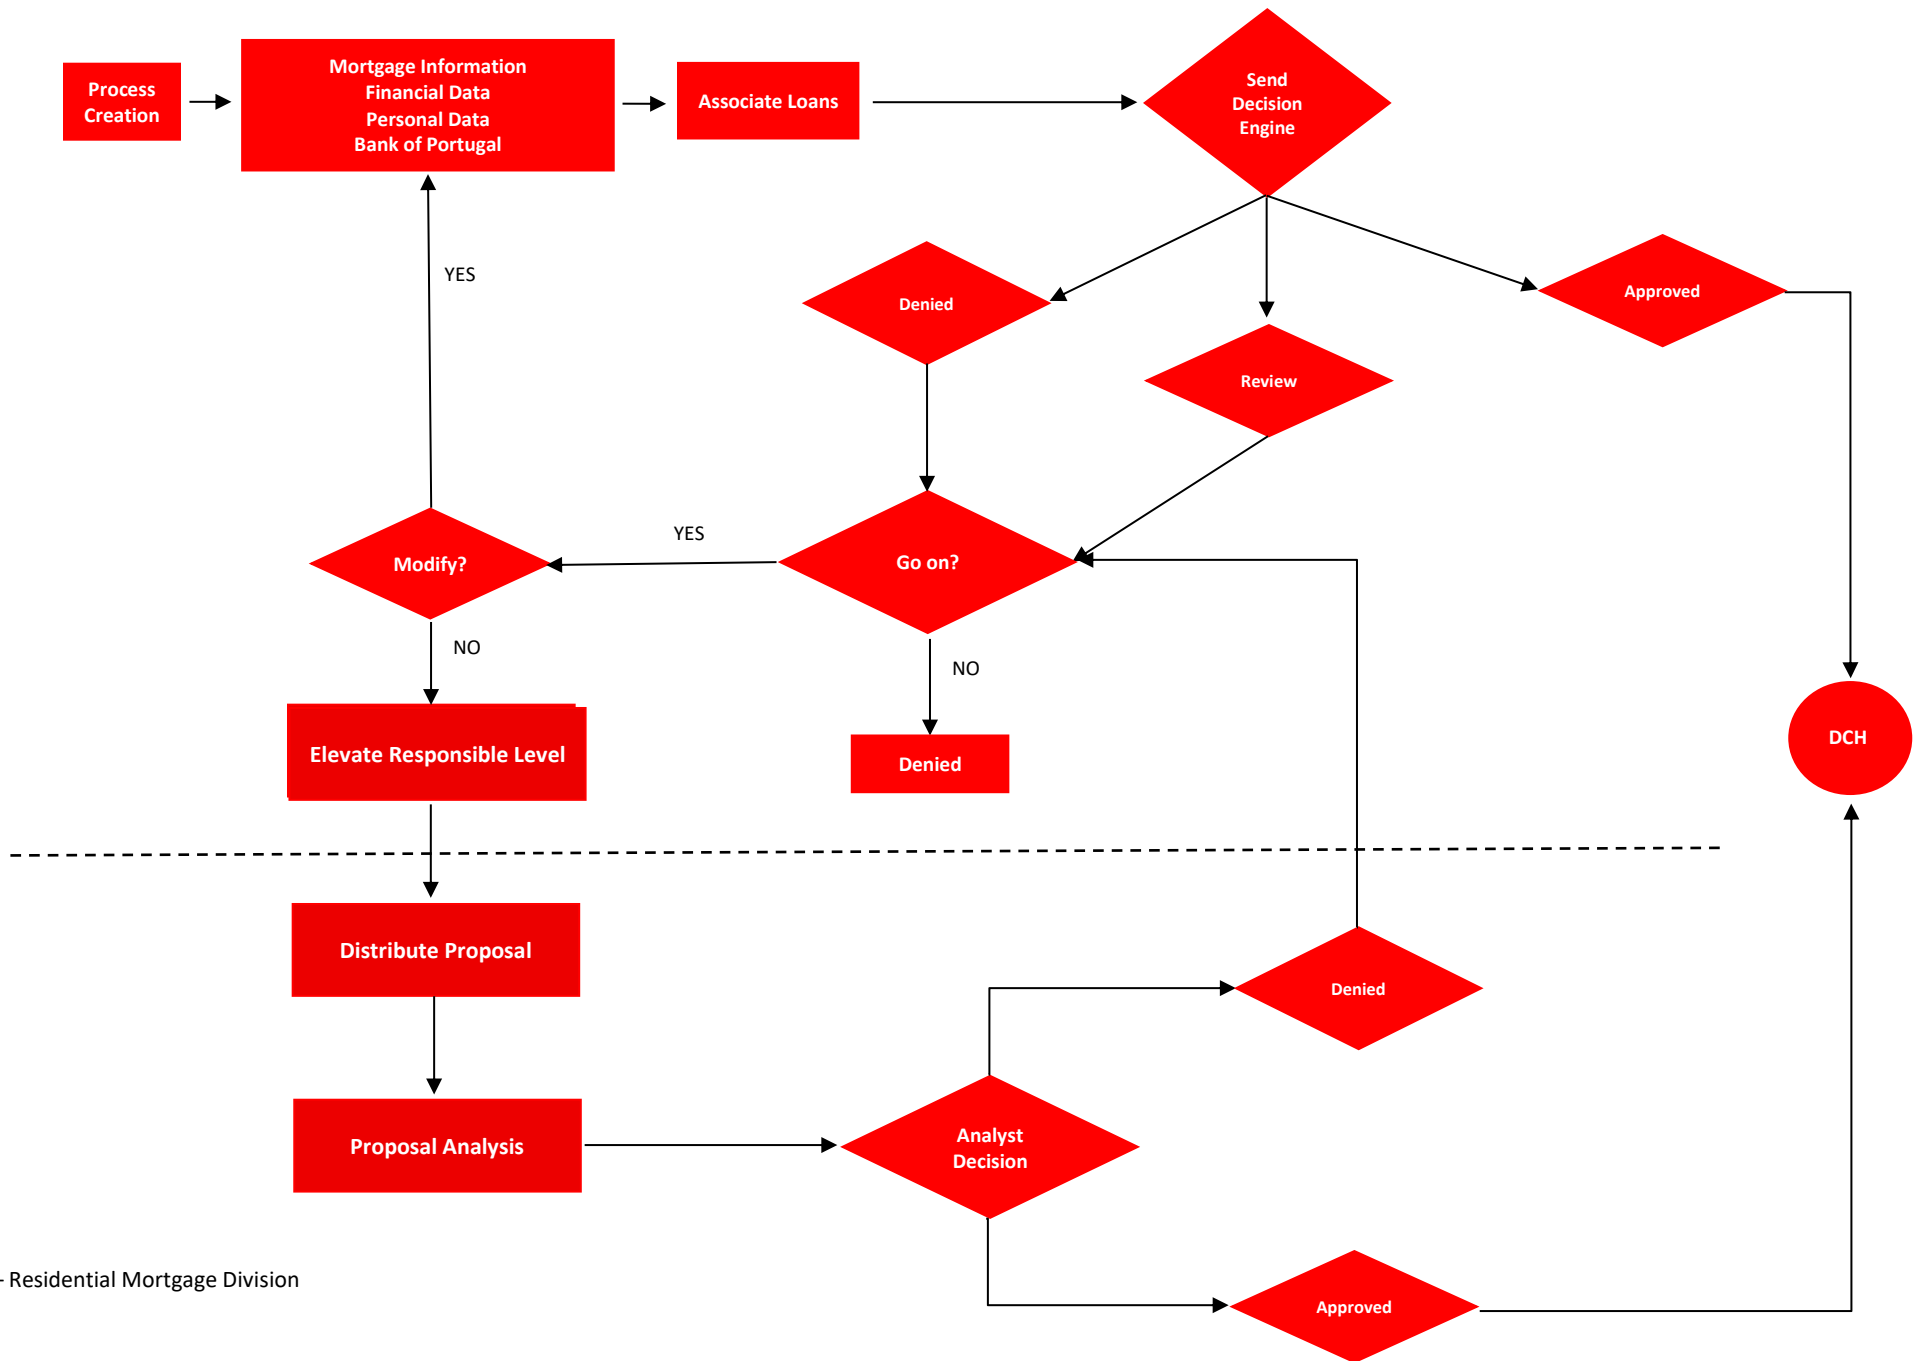 Process
Creation
Mortgage Information
Financial Data
Personal Data
Bank of Portugal
Associate Loans
Send
Decision
Engine
YES
Denied
Review
Approved
Modify?
YES
Go on?
NO
NO
Elevate Responsible Level
Denied
DCH
Distribute Proposal
Denied
Proposal Analysis
Analyst
Decision
- Residential Mortgage Division
Approved